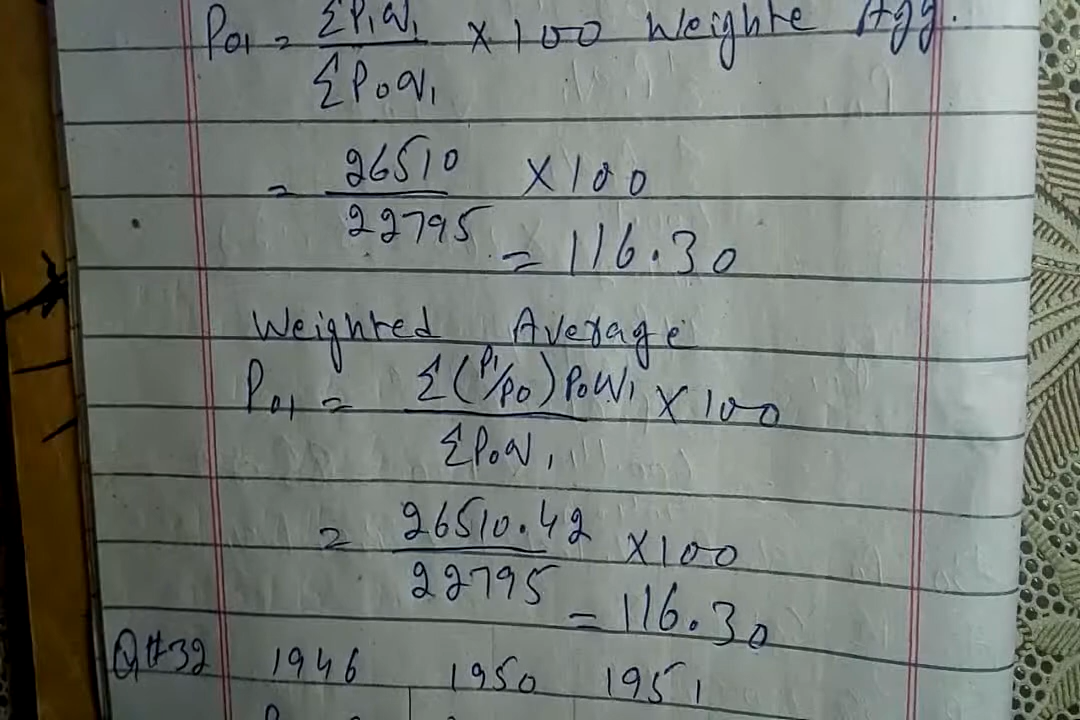 P01 = ΣP1q1 / ΣP0q1 × 100 Weighte Agg.
= 26510 / 22795 × 100
= 116.30
Weighted Average
P01 = Σ(P1/P0)P0q1 / ΣP0q1 × 100
= 26510.42 / 22795 × 100
= 116.30
Q#32 1946 1950 1951